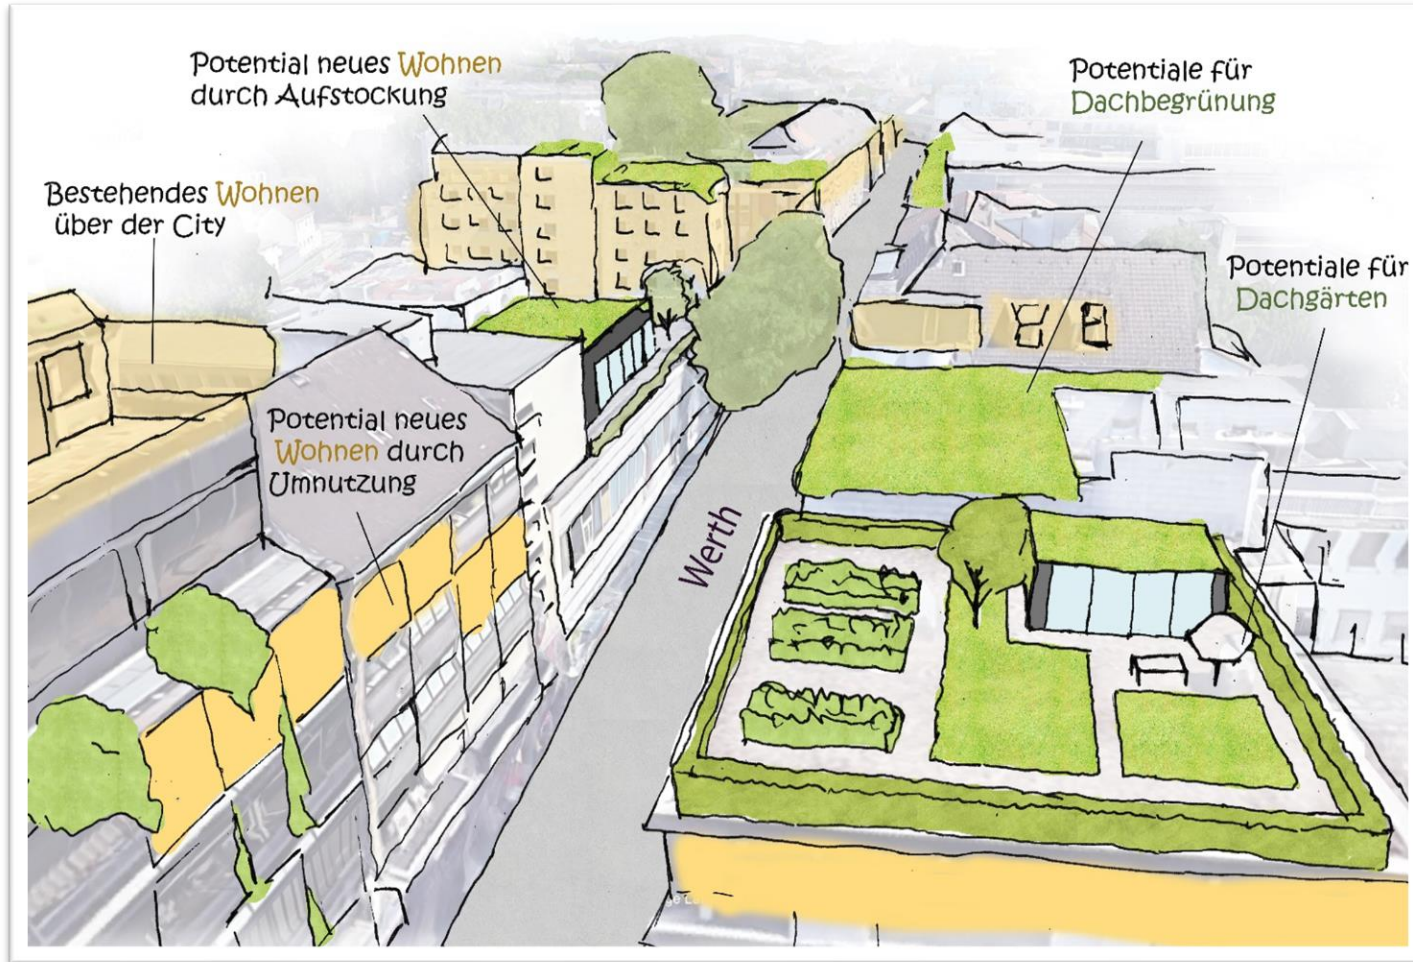 Potential neues Wohnen
durch Aufstockung
Potentiale für
Dachbegrünung
Bestehendes Wohnen
über der City
Potentiale für
Dachgärten
Potential neues
Wohnen durch
Umnutzung
Werth